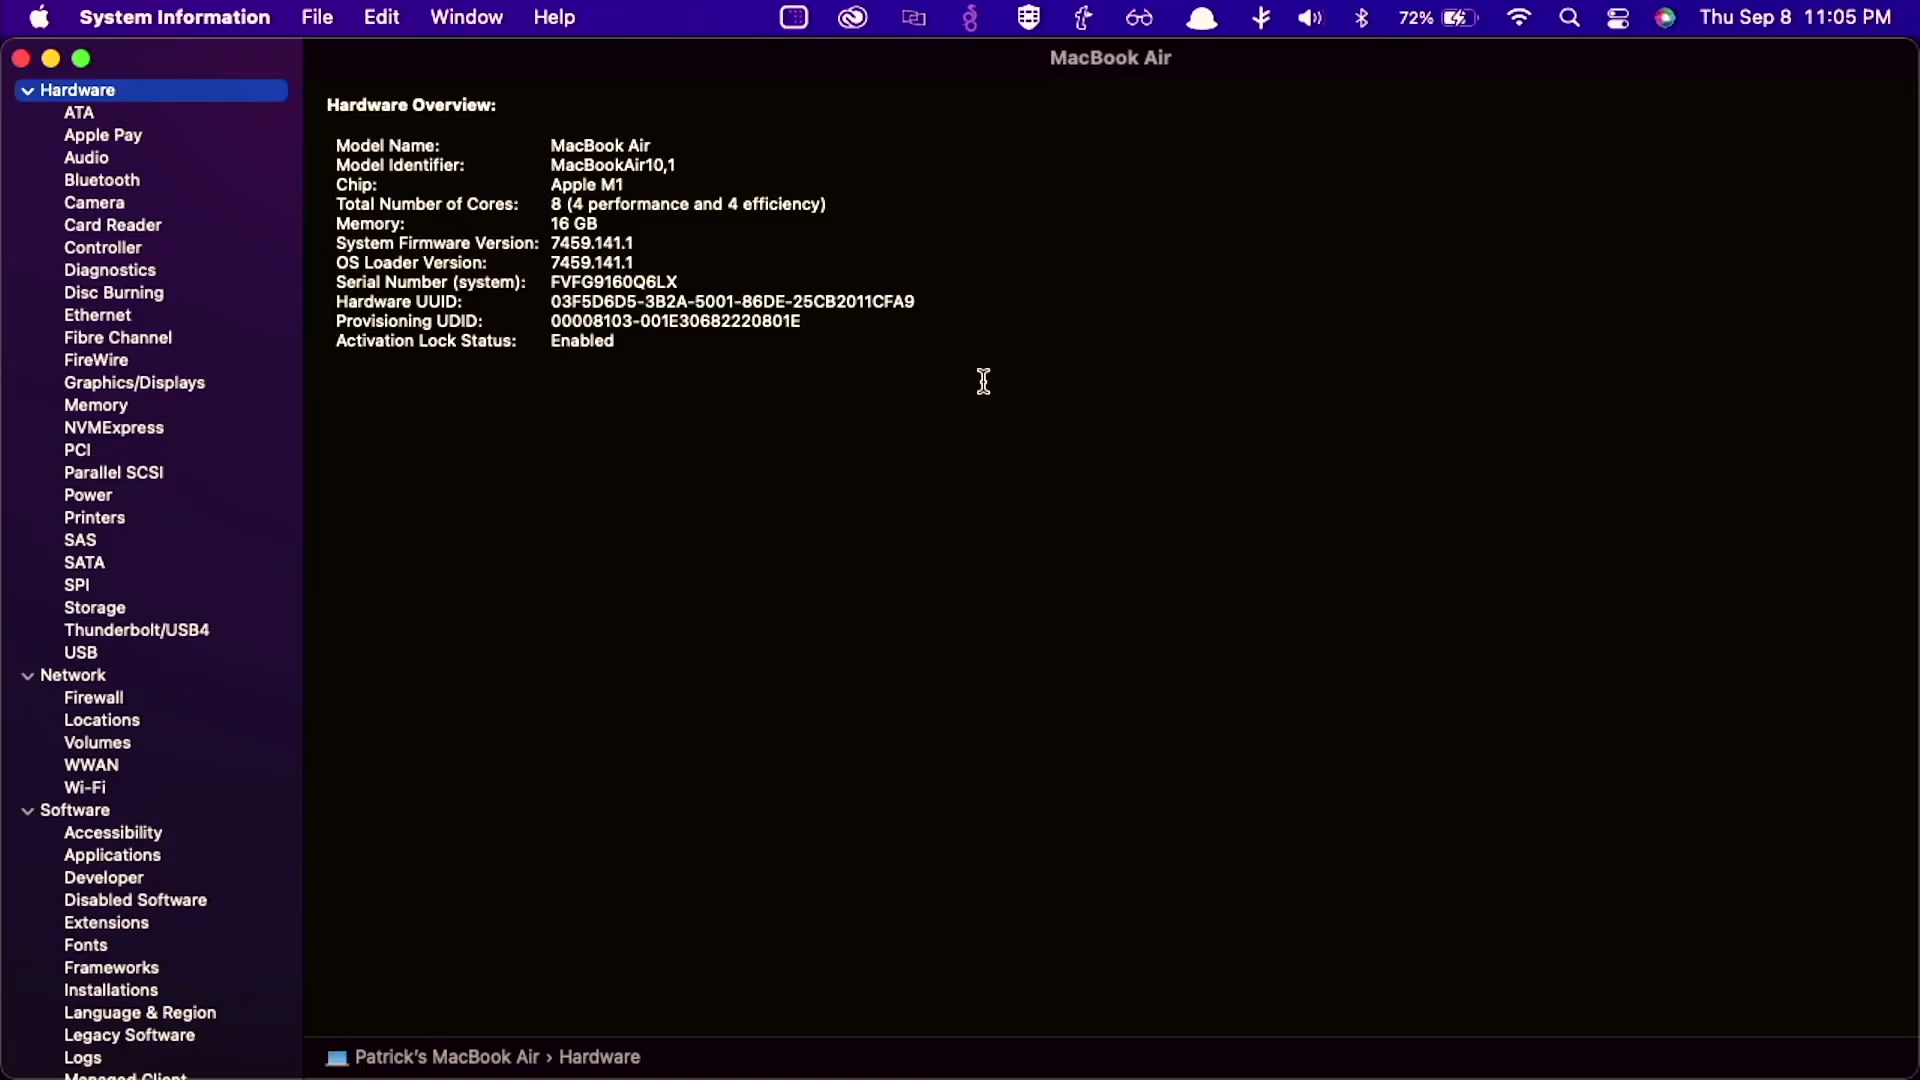 System Information File Edit Window Help 72% Thu Sep 8 11:05 PM
MacBook Air
Hardware
ATA
Apple Pay
Audio
Bluetooth
Camera
Card Reader
Controller
Diagnostics
Disc Burning
Ethernet
Fibre Channel
FireWire
Graphics/Displays
Memory
NVMExpress
PCI
Parallel SCSI
Power
Printers
SAS
SATA
SPI
Storage
Thunderbolt/USB4
USB
Network
Firewall
Locations
Volumes
WWAN
Wi-Fi
Software
Accessibility
Applications
Developer
Disabled Software
Extensions
Fonts
Frameworks
Installations
Language & Region
Legacy Software
Logs
Managed Client
Hardware Overview:
Model Name: MacBook Air
Model Identifier: MacBookAir10,1
Chip: Apple M1
Total Number of Cores: 8 (4 performance and 4 efficiency)
Memory: 16 GB
System Firmware Version: 7459.141.1
OS Loader Version: 7459.141.1
Serial Number (system): FVFG9160Q6LX
Hardware UUID: 03F5D6D5-3B2A-5001-86DE-25CB2011CFA9
Provisioning UDID: 00008103-001E30682220801E
Activation Lock Status: Enabled
Patrick's MacBook Air › Hardware